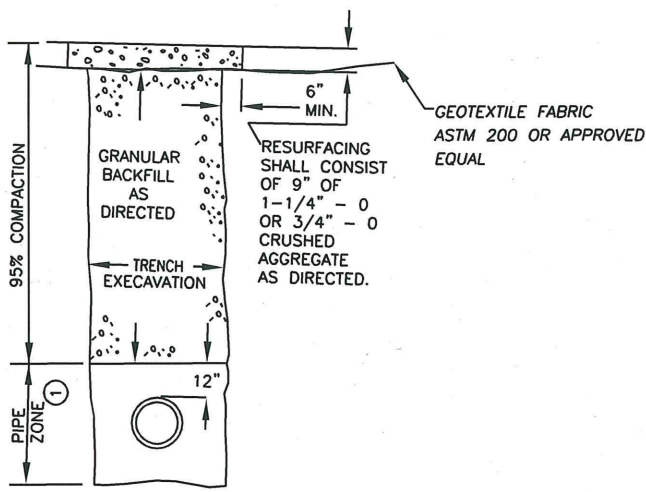 6"
MIN.
GEOTEXTILE FABRIC
ASTM 200 OR APPROVED
EQUAL
RESURFACING
SHALL CONSIST
OF 9" OF
1-1/4" - 0
OR 3/4" - 0
CRUSHED
AGGREGATE
AS DIRECTED.
GRANULAR
BACKFILL
AS
DIRECTED
95% COMPACTION
TRENCH
EXECAVATION
12"
PIPE
ZONE
1